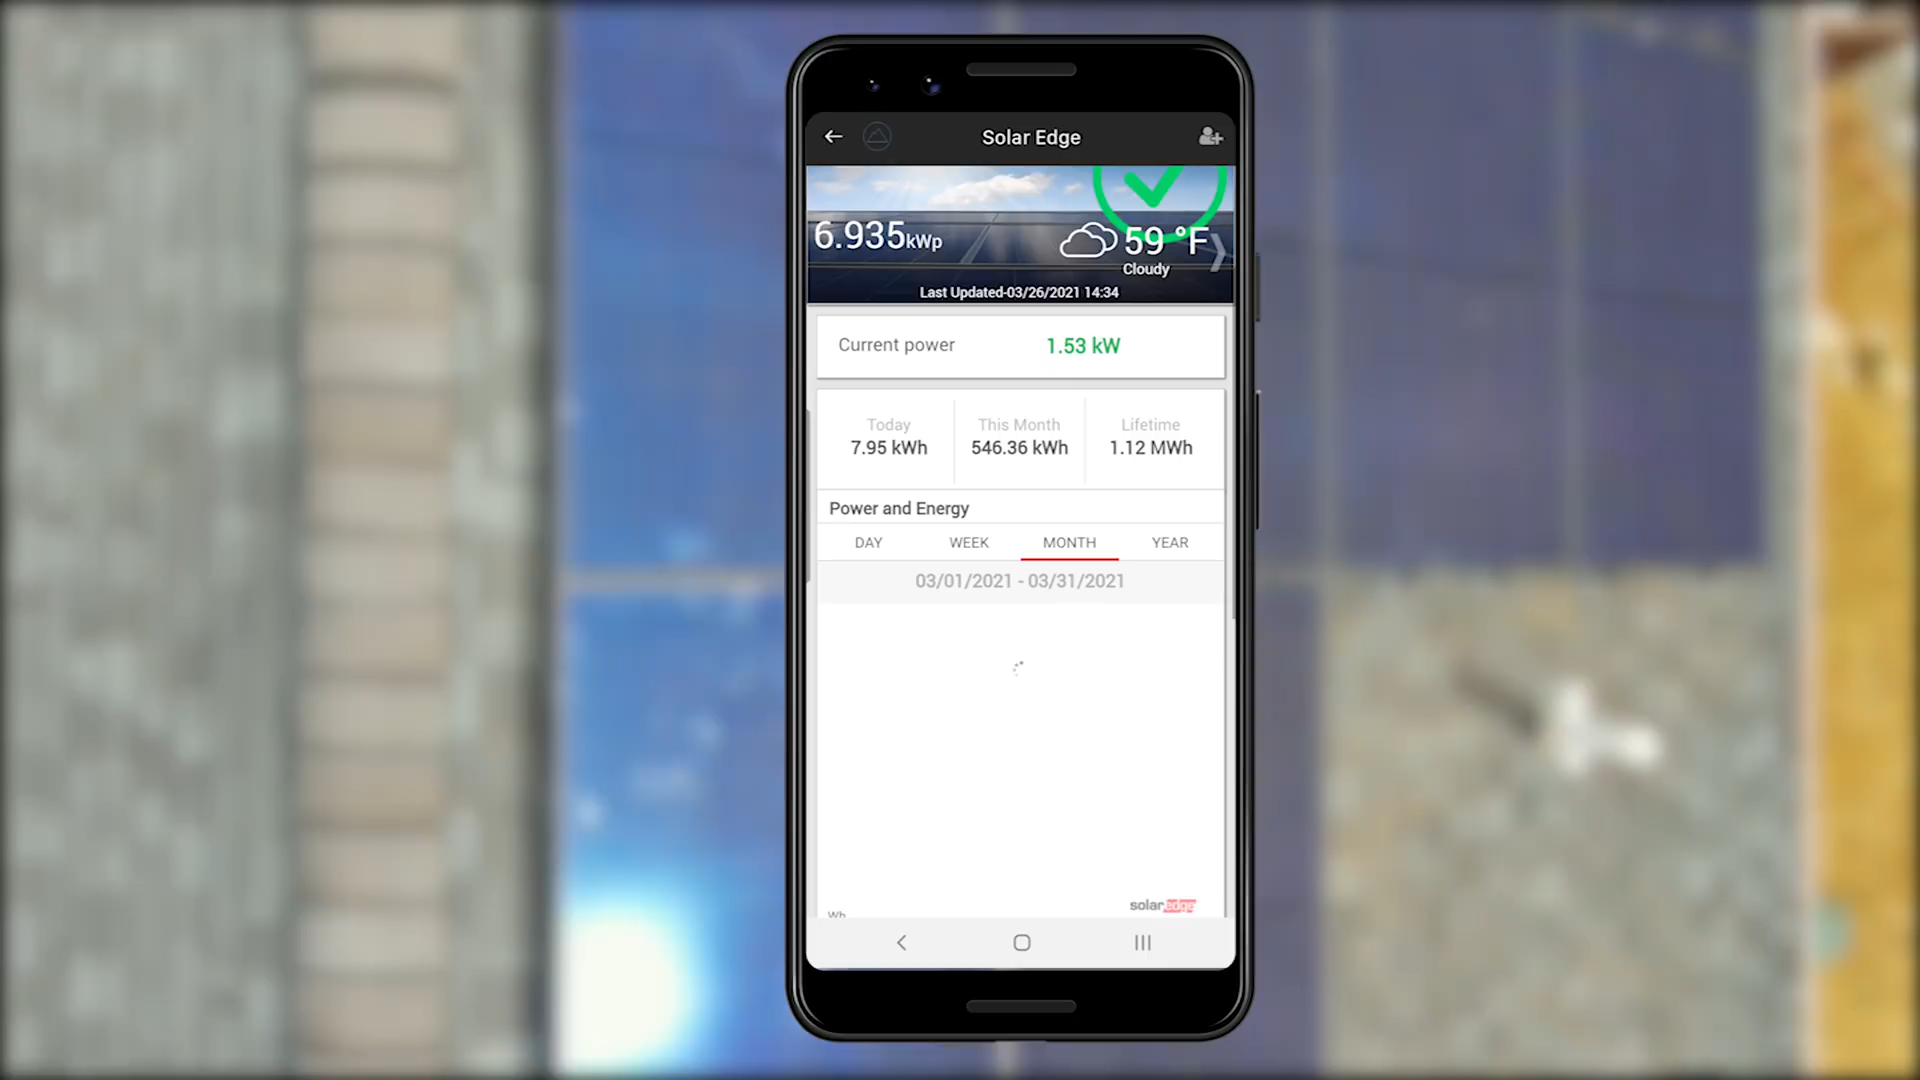 Solar Edge
6.935kWp
59 °F
Cloudy
Last Updated-03/26/2021 14:34
Current power 1.53 kW
Today This Month Lifetime
7.95 kWh 546.36 kWh 1.12 MWh
Power and Energy
DAY WEEK MONTH YEAR
03/01/2021 - 03/31/2021
Wh
solaredge